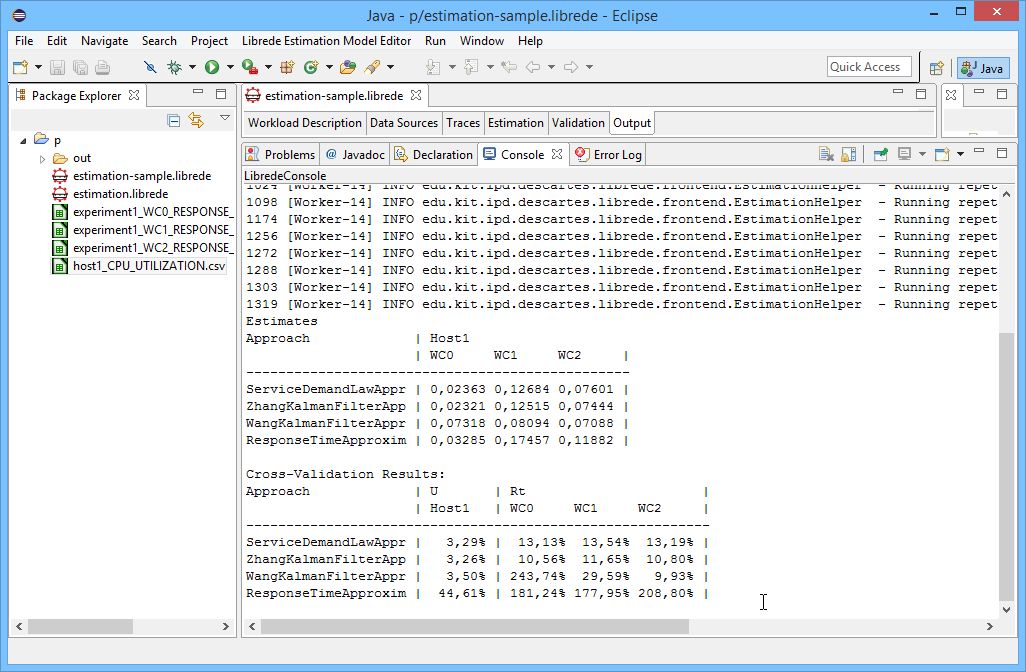 Java - p/estimation-sample.librede - Eclipse
File Edit Navigate Search Project Librede Estimation Model Editor Run Window Help
Quick Access Java
Package Explorer
p
out
estimation-sample.librede
estimation.librede
experiment1_WC0_RESPONSE_
experiment1_WC1_RESPONSE_
experiment1_WC2_RESPONSE_
host1_CPU_UTILIZATION.csv
estimation-sample.librede
Workload Description Data Sources Traces Estimation Validation Output
Problems @ Javadoc Declaration Console Error Log
LibredeConsole
1024 [Worker-14] INFO edu.kit.ipd.descartes.librede.frontend.EstimationHelper - Running repet
1098 [Worker-14] INFO edu.kit.ipd.descartes.librede.frontend.EstimationHelper - Running repet
1174 [Worker-14] INFO edu.kit.ipd.descartes.librede.frontend.EstimationHelper - Running repet
1256 [Worker-14] INFO edu.kit.ipd.descartes.librede.frontend.EstimationHelper - Running repet
1272 [Worker-14] INFO edu.kit.ipd.descartes.librede.frontend.EstimationHelper - Running repet
1288 [Worker-14] INFO edu.kit.ipd.descartes.librede.frontend.EstimationHelper - Running repet
1303 [Worker-14] INFO edu.kit.ipd.descartes.librede.frontend.EstimationHelper - Running repet
1319 [Worker-14] INFO edu.kit.ipd.descartes.librede.frontend.EstimationHelper - Running repet
Estimates
Approach | Host1
| WC0 WC1 WC2 |
------------------------------------------------
ServiceDemandLawAppr | 0,02363 0,12684 0,07601 |
ZhangKalmanFilterApp | 0,02321 0,12515 0,07444 |
WangKalmanFilterAppr | 0,07318 0,08094 0,07088 |
ResponseTimeApproxim | 0,03285 0,17457 0,11882 |
Cross-Validation Results:
Approach | U | Rt |
| Host1 | WC0 WC1 WC2 |
----------------------------------------------------------
ServiceDemandLawAppr | 3,29% | 13,13% 13,54% 13,19% |
ZhangKalmanFilterApp | 3,26% | 10,56% 11,65% 10,80% |
WangKalmanFilterAppr | 3,50% | 243,74% 29,59% 9,93% |
ResponseTimeApproxim | 44,61% | 181,24% 177,95% 208,80% |